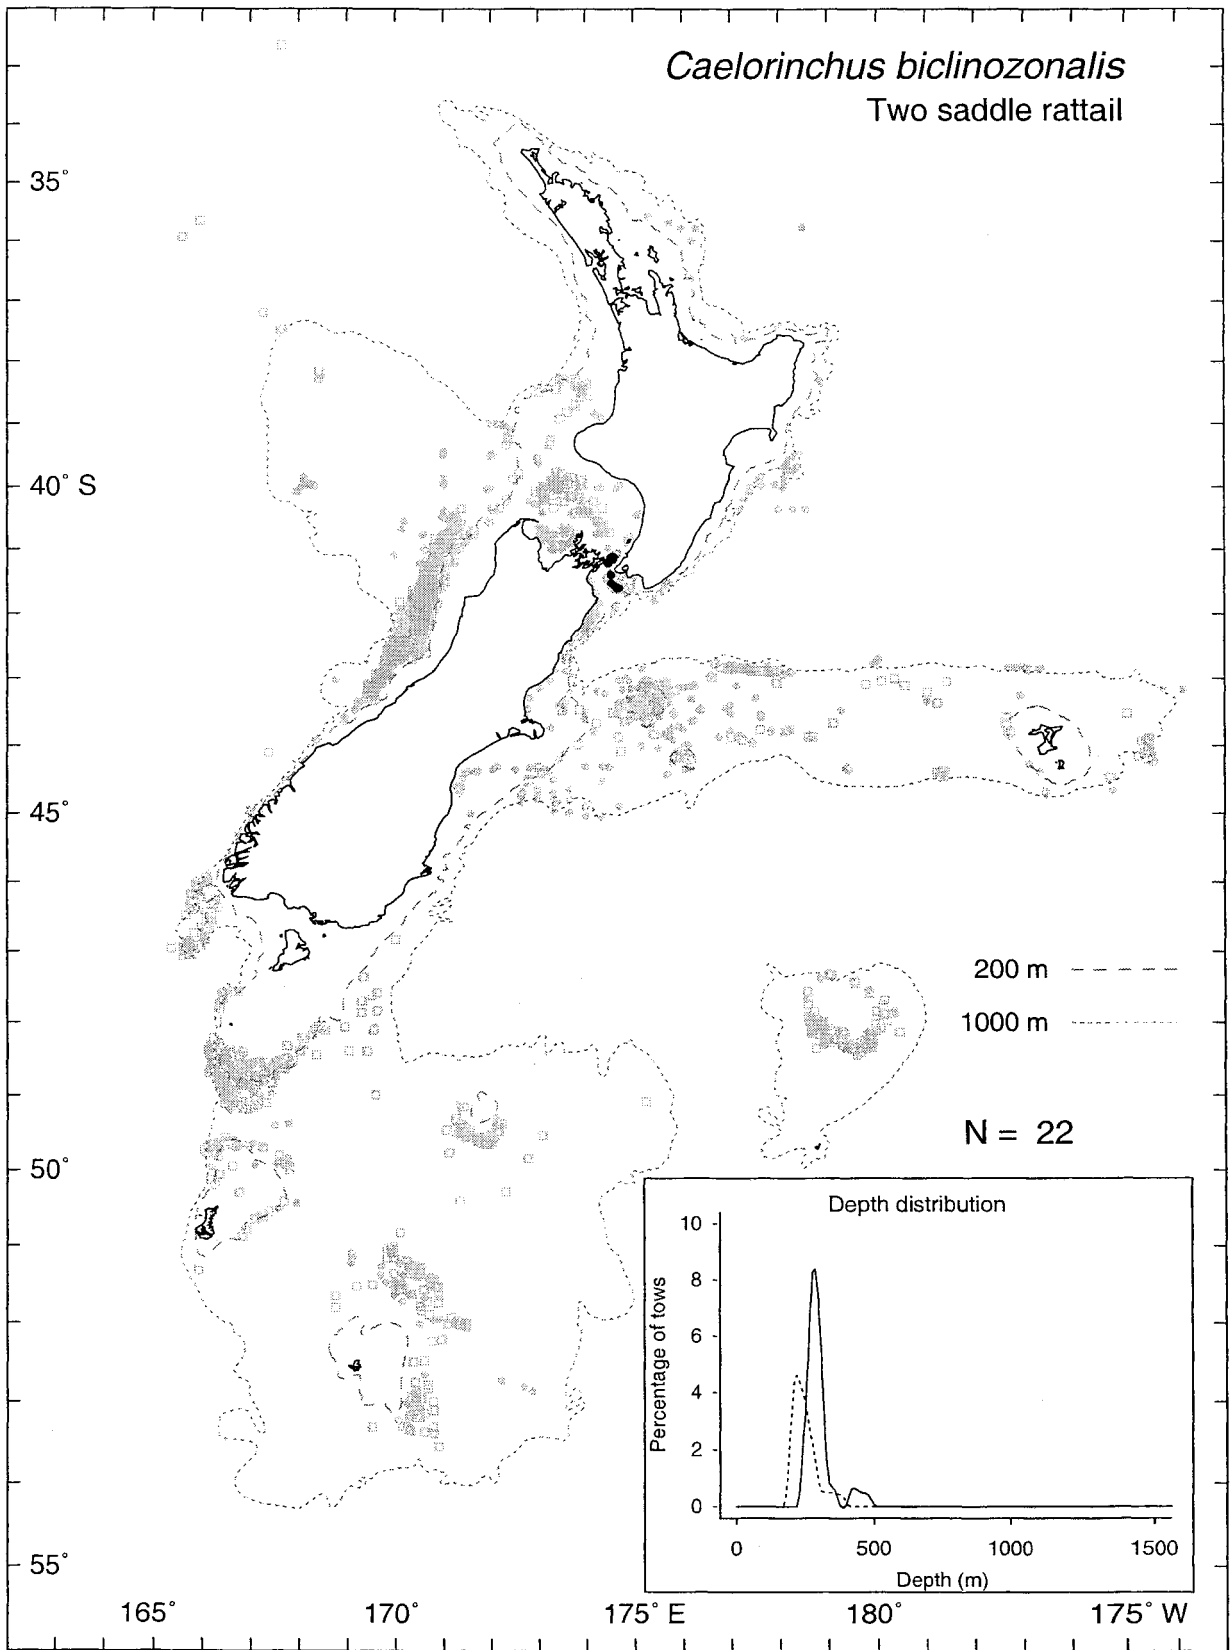 Caelorinchus biclinozonalis
Two saddle rattail
35°
40° S
45°
200 m
1000 m
N = 22
50°
Depth distribution
10
8
6
4
2
0
Percentage of tows
0 500 1000 1500
Depth (m)
55°
165° 170° 175° E 180° 175° W